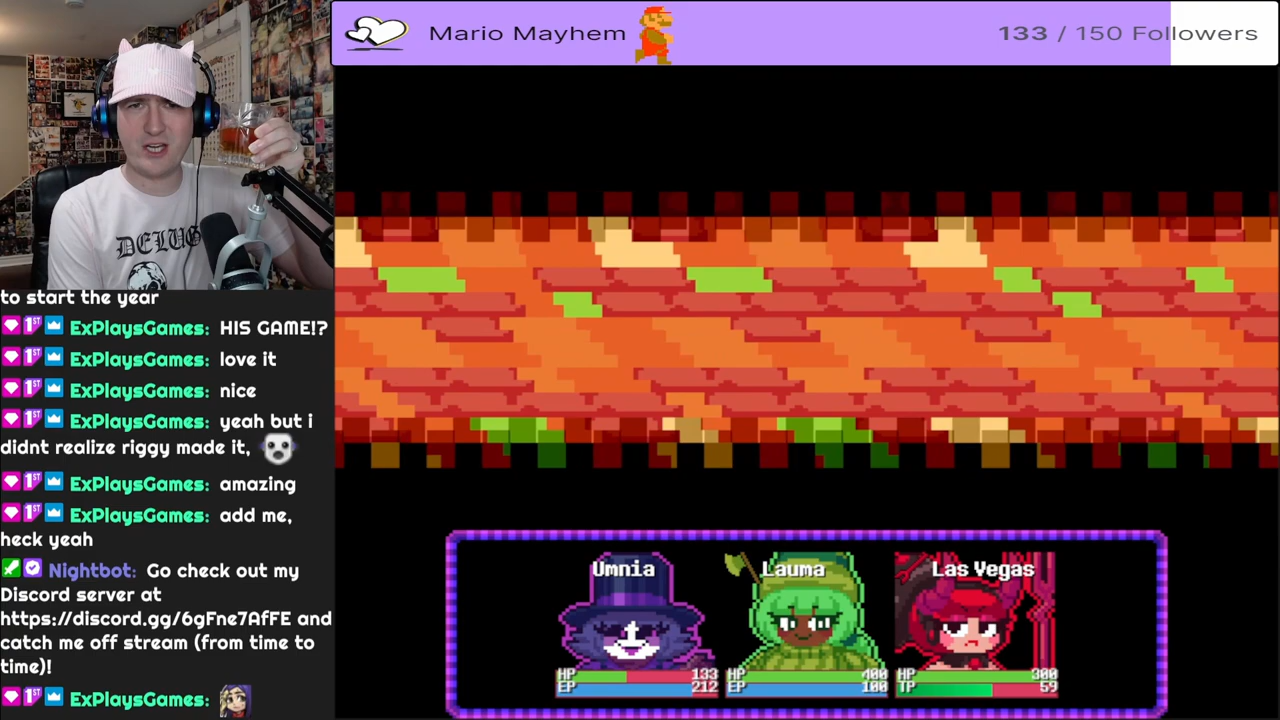 Mario Mayhem
133 / 150 Followers
DELUG
to start the year
ExPlaysGames: HIS GAME!?
ExPlaysGames: love it
ExPlaysGames: nice
ExPlaysGames: yeah but i
didnt realize riggy made it,
ExPlaysGames: amazing
ExPlaysGames: add me,
heck yeah
Nightbot: Go check out my
Discord server at
https://discord.gg/6gFne7AfFE and
catch me off stream (from time to
time)!
ExPlaysGames:
Umnia
HP 133
EP 212
Lauma
HP 400
EP 100
Las Vegas
HP 300
TP 59